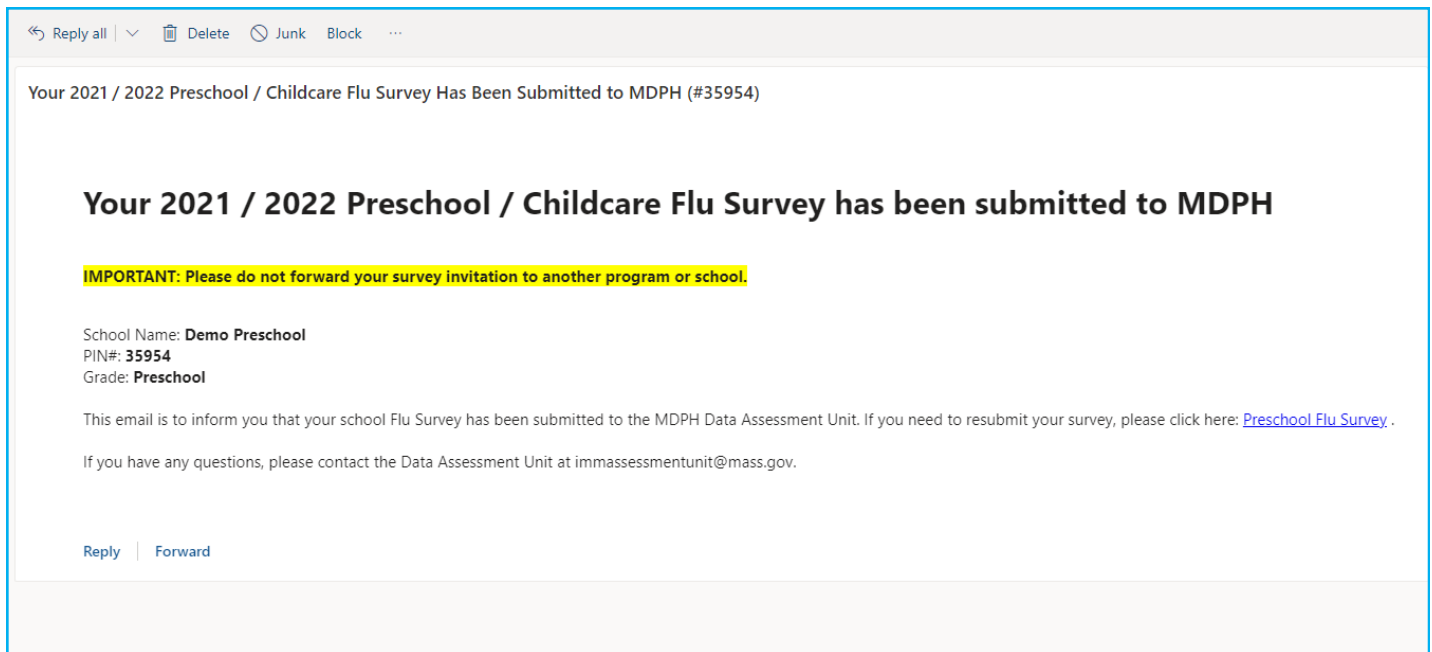 Reply all Delete Junk Block ...
Your 2021 / 2022 Preschool / Childcare Flu Survey Has Been Submitted to MDPH (#35954)
Your 2021 / 2022 Preschool / Childcare Flu Survey has been submitted to MDPH
IMPORTANT: Please do not forward your survey invitation to another program or school.
School Name: Demo Preschool
PIN#: 35954
Grade: Preschool
This email is to inform you that your school Flu Survey has been submitted to the MDPH Data Assessment Unit. If you need to resubmit your survey, please click here: Preschool Flu Survey .
If you have any questions, please contact the Data Assessment Unit at immassessmentunit@mass.gov.
Reply Forward